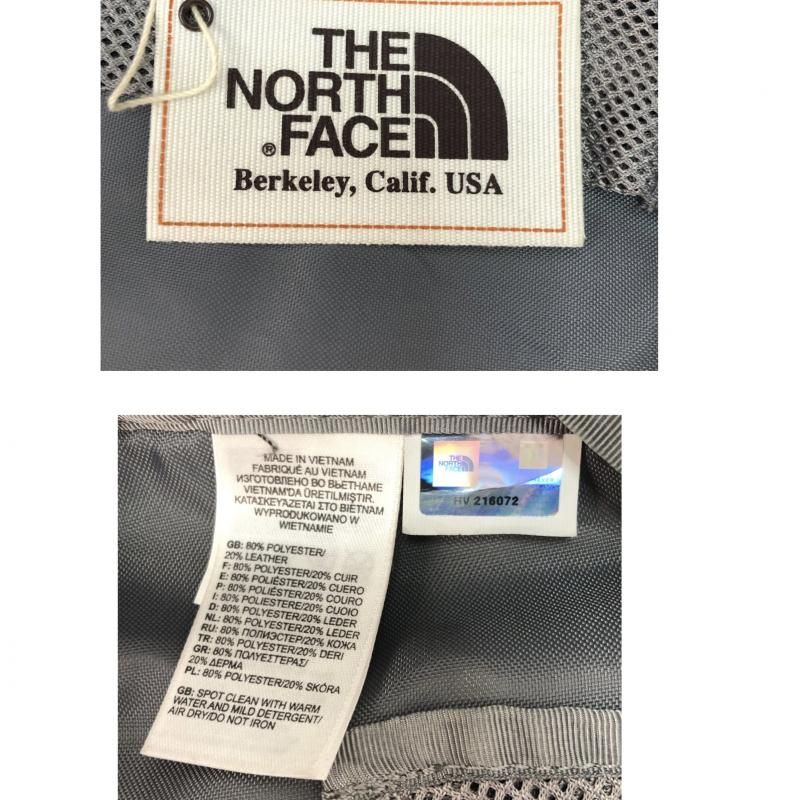 THE
NORTH
FACE
®
Berkeley, Calif. USA
MADE IN VIETNAM
FABRIQUÉ AU VIETNAM
ИЗГОТОВЛЕНО ВО ВЬЕТНАМЕ
VIETNAM'DA ÜRETILMIŞTIR.
ΚΑΤΑΣΚΕΥΑΖΕΤΑΙ ΣΤΟ ΒΙΕΤΝΑΜ
WYPRODUKOWANO W
WIETNAMIE
GB: 80% POLYESTER/
20% LEATHER
F: 80% POLYESTER/20% CUIR
E: 80% POLIÉSTER/20% CUERO
P: 80% POLIÉSTER/20% COURO
I: 80% POLIESTERE/20% CUOIO
D: 80% POLYESTER/20% LEDER
NL: 80% POLYESTER/20% LEDER
RU: 80% ПОЛИЭСТЕР/20% КОЖА
TR: 80% POLYESTER/20% DERI/
GR: 80% ΠΟΛΥΕΣΤΕΡΑΣ/
20% ΔΕΡΜΑ
PL: 80% POLYESTER/20% SKÓRA
GB: SPOT CLEAN WITH WARM
WATER AND MILD DETERGENT/
AIR DRY/DO NOT IRON
THE
NORTH
FACE
HV 216072